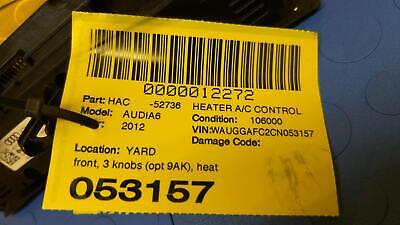 0000012272
Part: HAC -52736 HEATER A/C CONTROL
Model: AUDIA6 Condition: 106000
2012 VIN:WAUGGAFC2CN053157
Damage Code:
Location: YARD
front, 3 knobs (opt 9AK), heat
053157